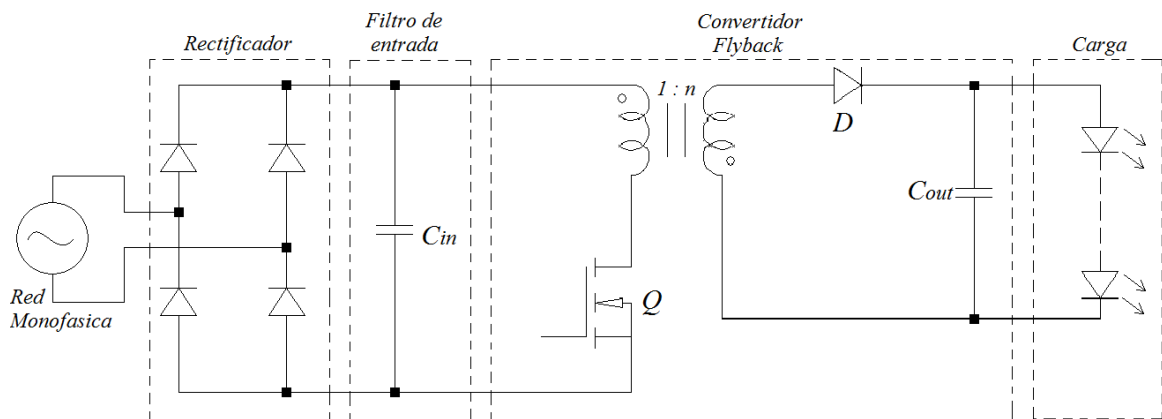 Rectificador
Filtro de
entrada
Convertidor
Flyback
Carga
1 : n
D
Cin
Cout
Q
Red
Monofasica